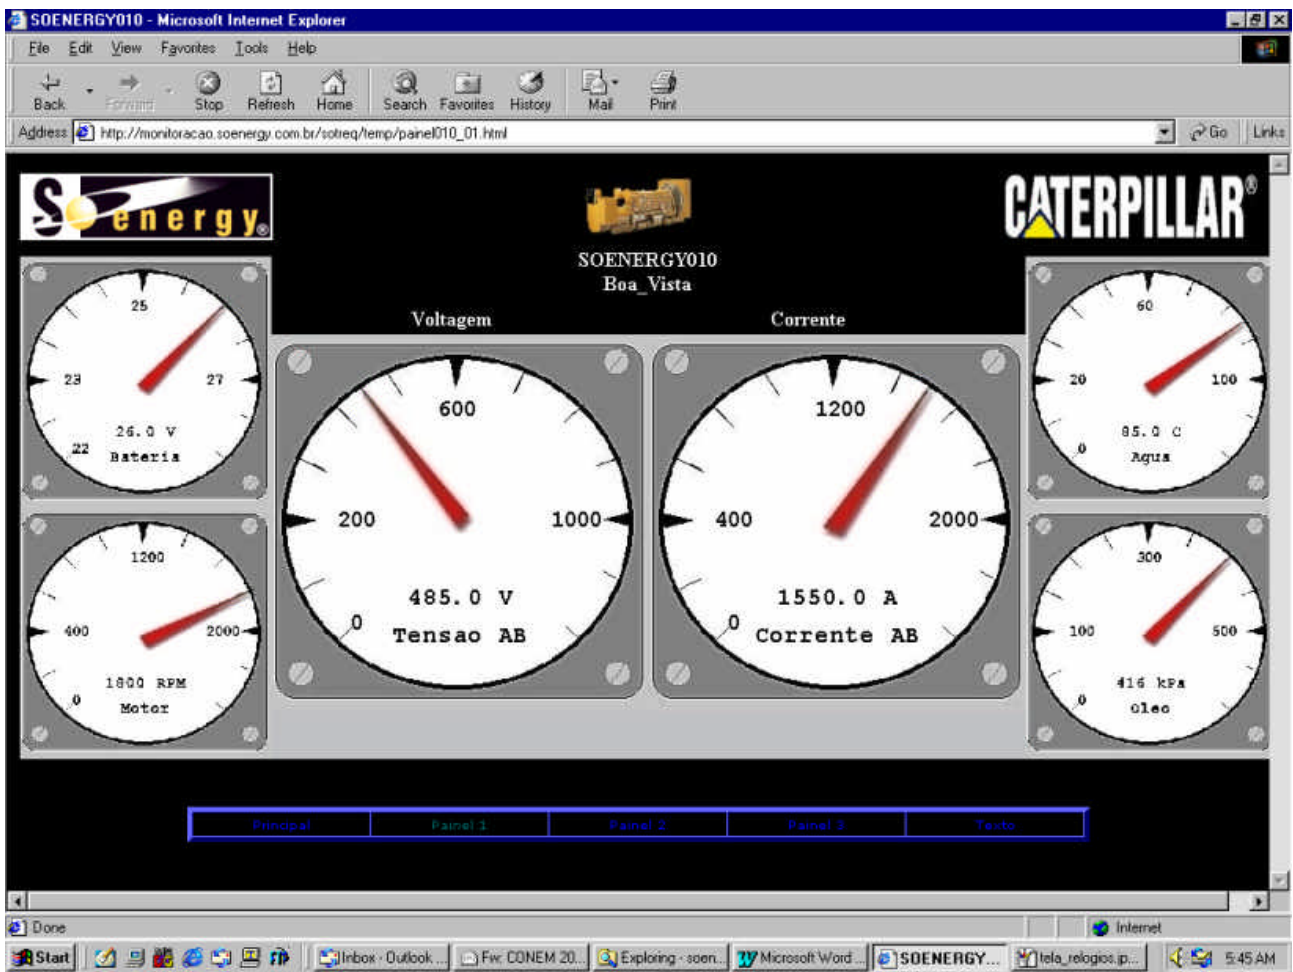 SOENERGY010 - Microsoft Internet Explorer
File Edit View Favorites Tools Help
Back Forward Stop Refresh Home Search Favorites History Mail Print
Address http://monitoracao.soenergy.com.br/sotreq/temp/painel010_01.html Go Links
Soenergy®
CATERPILLAR®
SOENERGY010
Boa_Vista
Voltagem Corrente
25
23 27
22
26.0 V
Bateria
600
200 1000
0
485.0 V
Tensao AB
1200
400 2000
0
1550.0 A
Corrente AB
60
20 100
0
85.0 C
Agua
1200
400 2000
0
1800 RPM
Motor
300
100 500
0
416 kPa
Oleo
Principal Painel 1 Painel 2 Painel 3 Texto
Done Internet
Start Inbox - Outlook ... Fw: CONEM 20... Exploring - soen... Microsoft Word ... SOENERGY... tela_relogios.jp... 5:45 AM